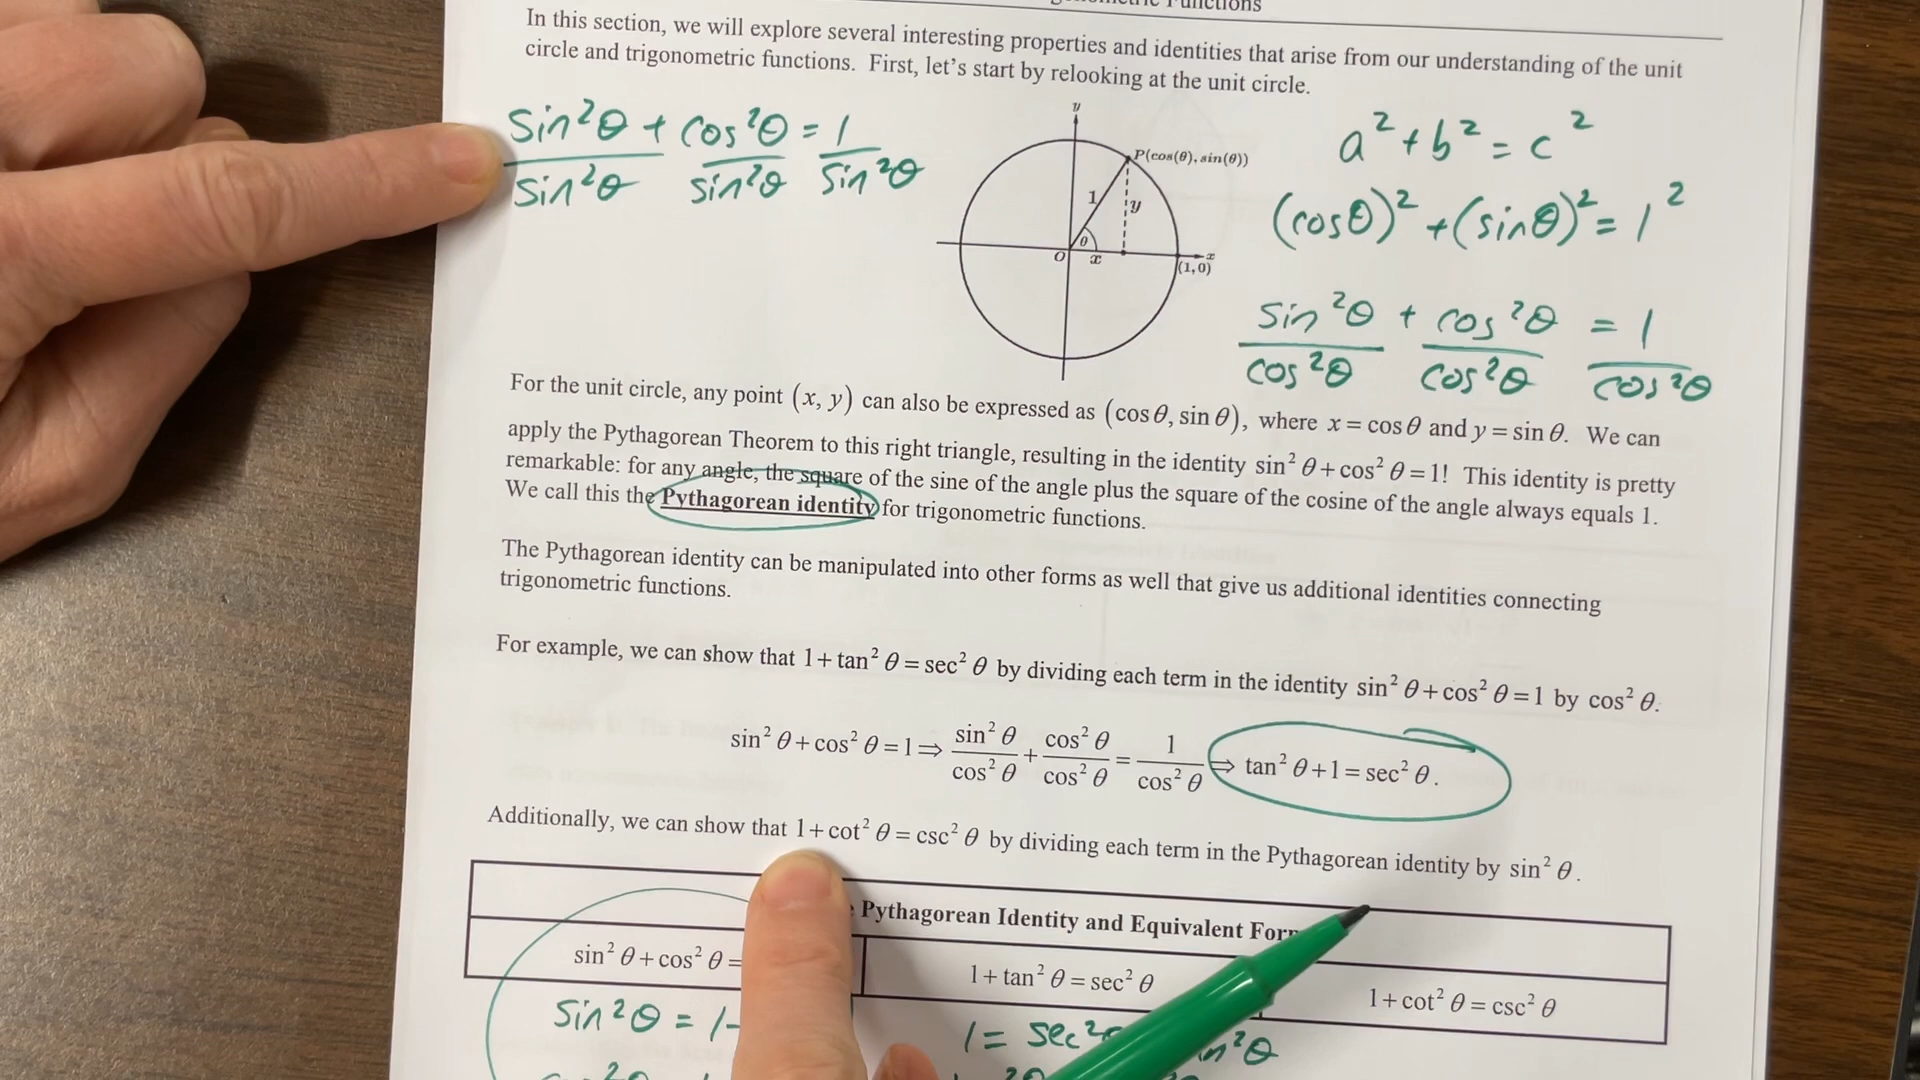 Functions
In this section, we will explore several interesting properties and identities that arise from our understanding of the unit
circle and trigonometric functions. First, let's start by relooking at the unit circle.
sin²θ + cos²θ = 1
sin²θ sin²θ sin²θ
y
P(cos(θ), sin(θ))
1
y
θ
O
x
x
(1,0)
a² + b² = c²
(cosθ)² + (sinθ)² = 1²
sin²θ + cos²θ = 1
cos²θ cos²θ cos²θ
For the unit circle, any point (x, y) can also be expressed as (cos θ, sin θ), where x = cos θ and y = sin θ. We can
apply the Pythagorean Theorem to this right triangle, resulting in the identity sin² θ + cos² θ = 1! This identity is pretty
remarkable: for any angle, the square of the sine of the angle plus the square of the cosine of the angle always equals 1.
We call this the Pythagorean identity for trigonometric functions.
The Pythagorean identity can be manipulated into other forms as well that give us additional identities connecting
trigonometric functions.
For example, we can show that 1 + tan² θ = sec² θ by dividing each term in the identity sin² θ + cos² θ = 1 by cos² θ.
sin² θ + cos² θ = 1 ⇒ sin² θ/cos² θ + cos² θ/cos² θ = 1/cos² θ ⇒ tan² θ + 1 = sec² θ.
Additionally, we can show that 1 + cot² θ = csc² θ by dividing each term in the Pythagorean identity by sin² θ.
Pythagorean Identity and Equivalent
sin² θ + cos² θ =
1 + tan² θ = sec² θ
1 + cot² θ = csc² θ
sin²θ = 1 -
1 = sec²
²θ